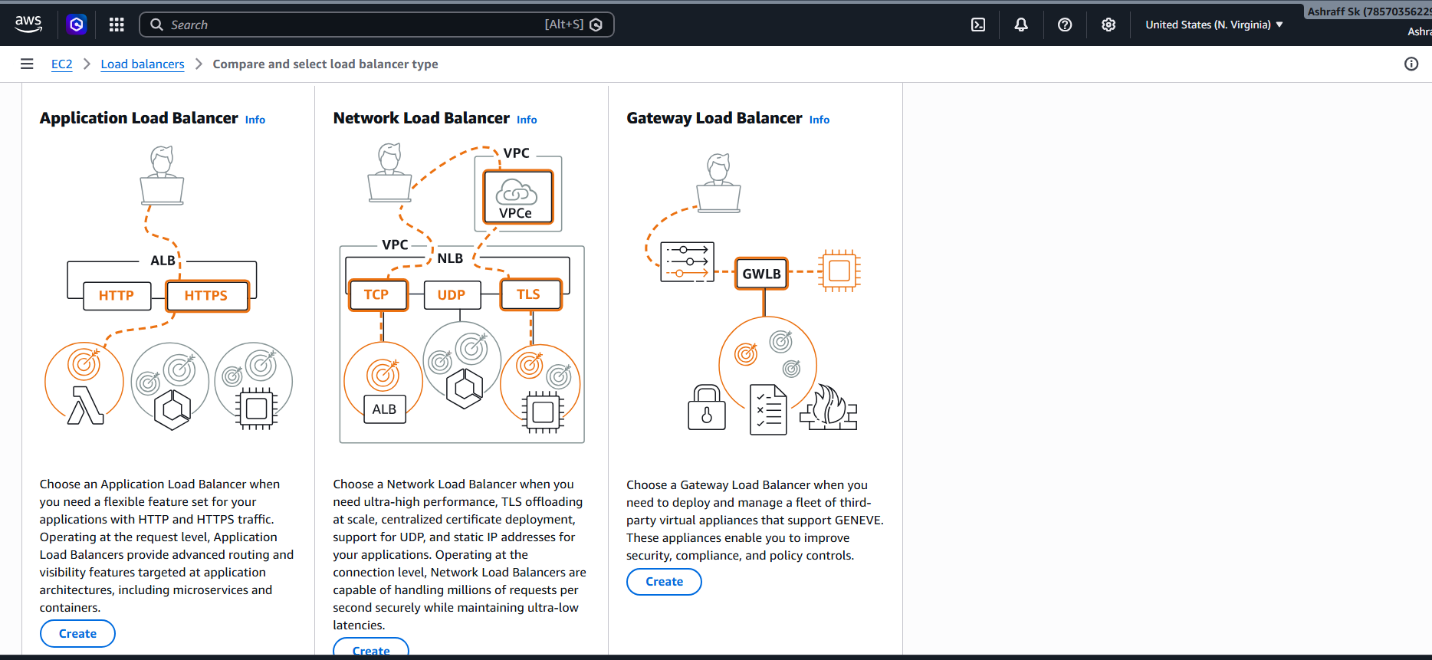 aws
Search
[Alt+S]
United States (N. Virginia)
Ashraff Sk (78570356229
Ashra
EC2 > Load balancers > Compare and select load balancer type
Application Load Balancer Info
ALB
HTTP
HTTPS
Choose an Application Load Balancer when
you need a flexible feature set for your
applications with HTTP and HTTPS traffic.
Operating at the request level, Application
Load Balancers provide advanced routing and
visibility features targeted at application
architectures, including microservices and
containers.
Create
Network Load Balancer Info
VPC
VPCe
VPC
NLB
TCP
UDP
TLS
ALB
Choose a Network Load Balancer when you
need ultra-high performance, TLS offloading
at scale, centralized certificate deployment,
support for UDP, and static IP addresses for
your applications. Operating at the
connection level, Network Load Balancers are
capable of handling millions of requests per
second securely while maintaining ultra-low
latencies.
Create
Gateway Load Balancer Info
GWLB
Choose a Gateway Load Balancer when you
need to deploy and manage a fleet of third-
party virtual appliances that support GENEVE.
These appliances enable you to improve
security, compliance, and policy controls.
Create